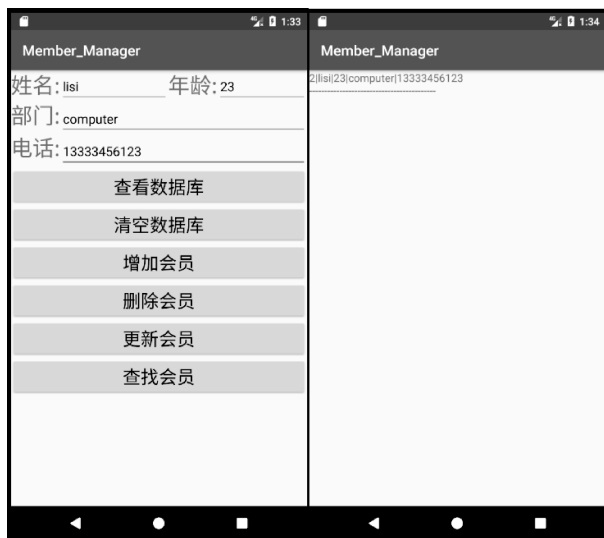 1:33
Member_Manager
姓名: lisi 年龄: 23
部门: computer
电话: 13333456123
查看数据库
清空数据库
增加会员
删除会员
更新会员
查找会员
1:34
Member_Manager
2|lisi|23|computer|13333456123